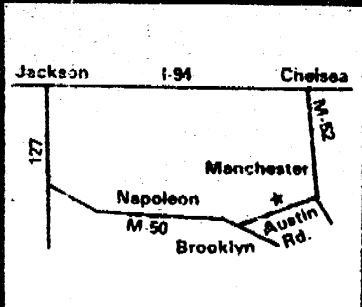 Jackson I-94 Chelsea
127
M-52
Manchester
Napoleon
M-50
Austin
Rd.
Brooklyn